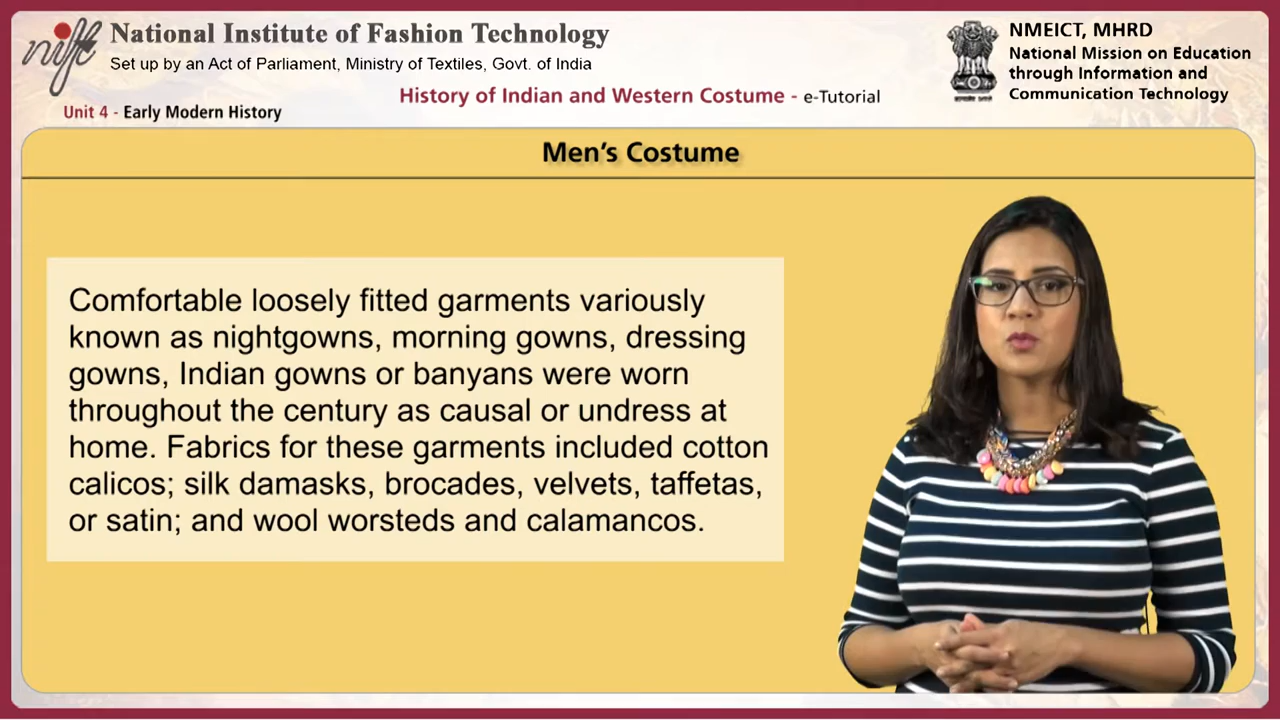 nift
National Institute of Fashion Technology
Set up by an Act of Parliament, Ministry of Textiles, Govt. of India
NMEICT, MHRD
National Mission on Education
through Information and
Communication Technology
History of Indian and Western Costume - e-Tutorial
Unit 4 - Early Modern History
Men's Costume
Comfortable loosely fitted garments variously
known as nightgowns, morning gowns, dressing
gowns, Indian gowns or banyans were worn
throughout the century as causal or undress at
home. Fabrics for these garments included cotton
calicos; silk damasks, brocades, velvets, taffetas,
or satin; and wool worsteds and calamancos.